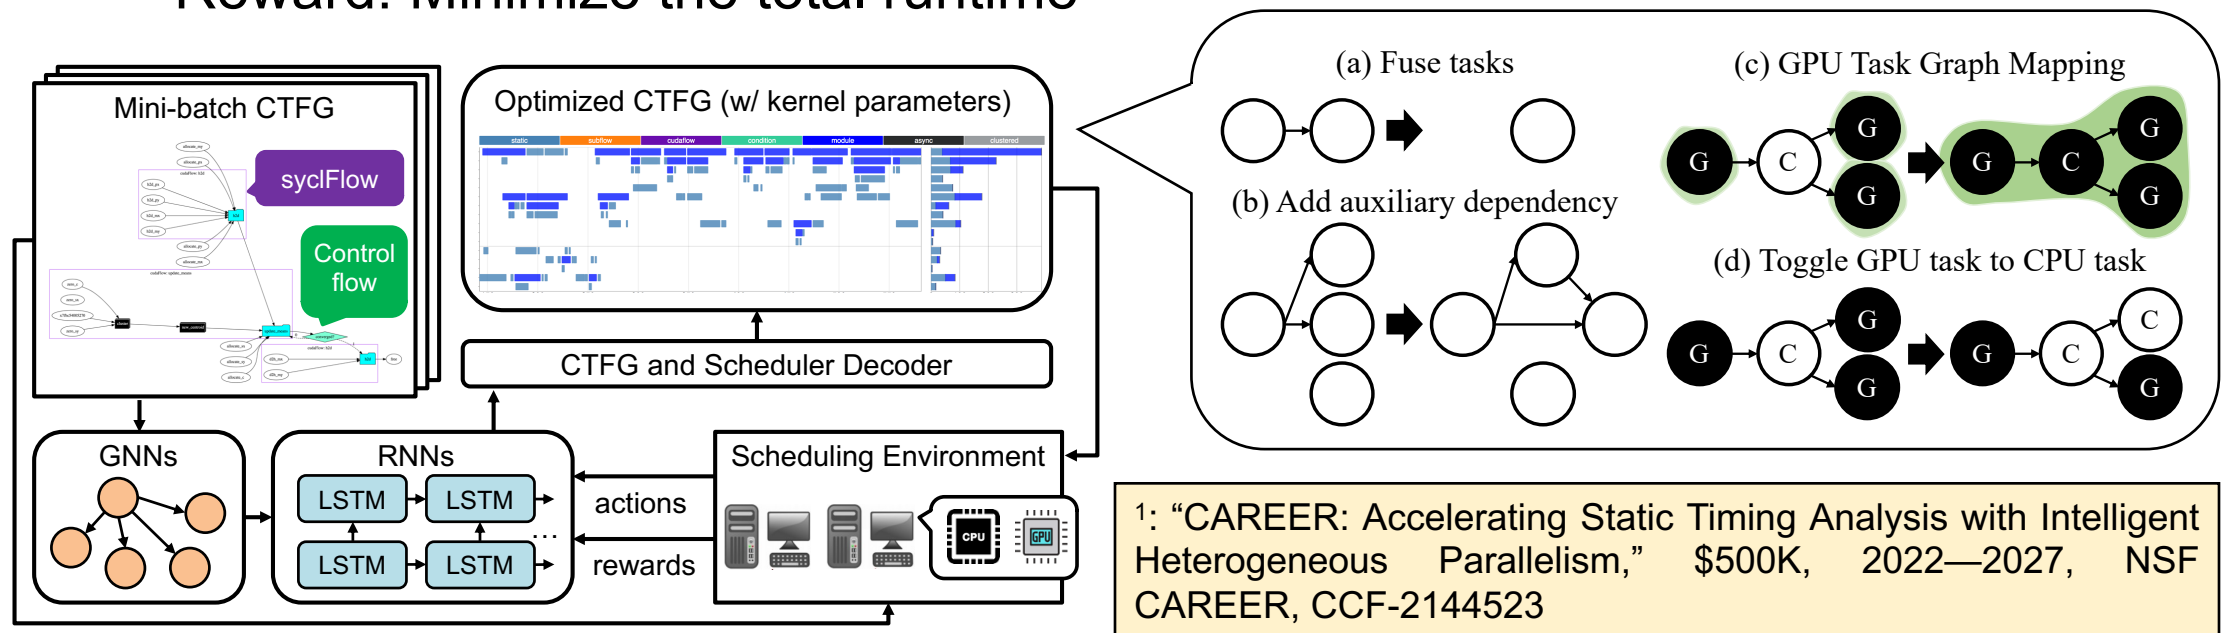 Reward: Minimize the total runtime
Mini-batch CTFG
syclFlow
Control
flow
Optimized CTFG (w/ kernel parameters)
static
subflow
cudaflow
condition
module
async
clustered
CTFG and Scheduler Decoder
GNNs
RNNs
LSTM
LSTM
LSTM
LSTM
...
actions
rewards
Scheduling Environment
CPU
GPU
(a) Fuse tasks
(b) Add auxiliary dependency
(c) GPU Task Graph Mapping
G
C
G
G
G
C
G
G
(d) Toggle GPU task to CPU task
G
C
G
G
G
C
C
G
1: “CAREER: Accelerating Static Timing Analysis with Intelligent
Heterogeneous Parallelism,” $500K, 2022—2027, NSF
CAREER, CCF-2144523